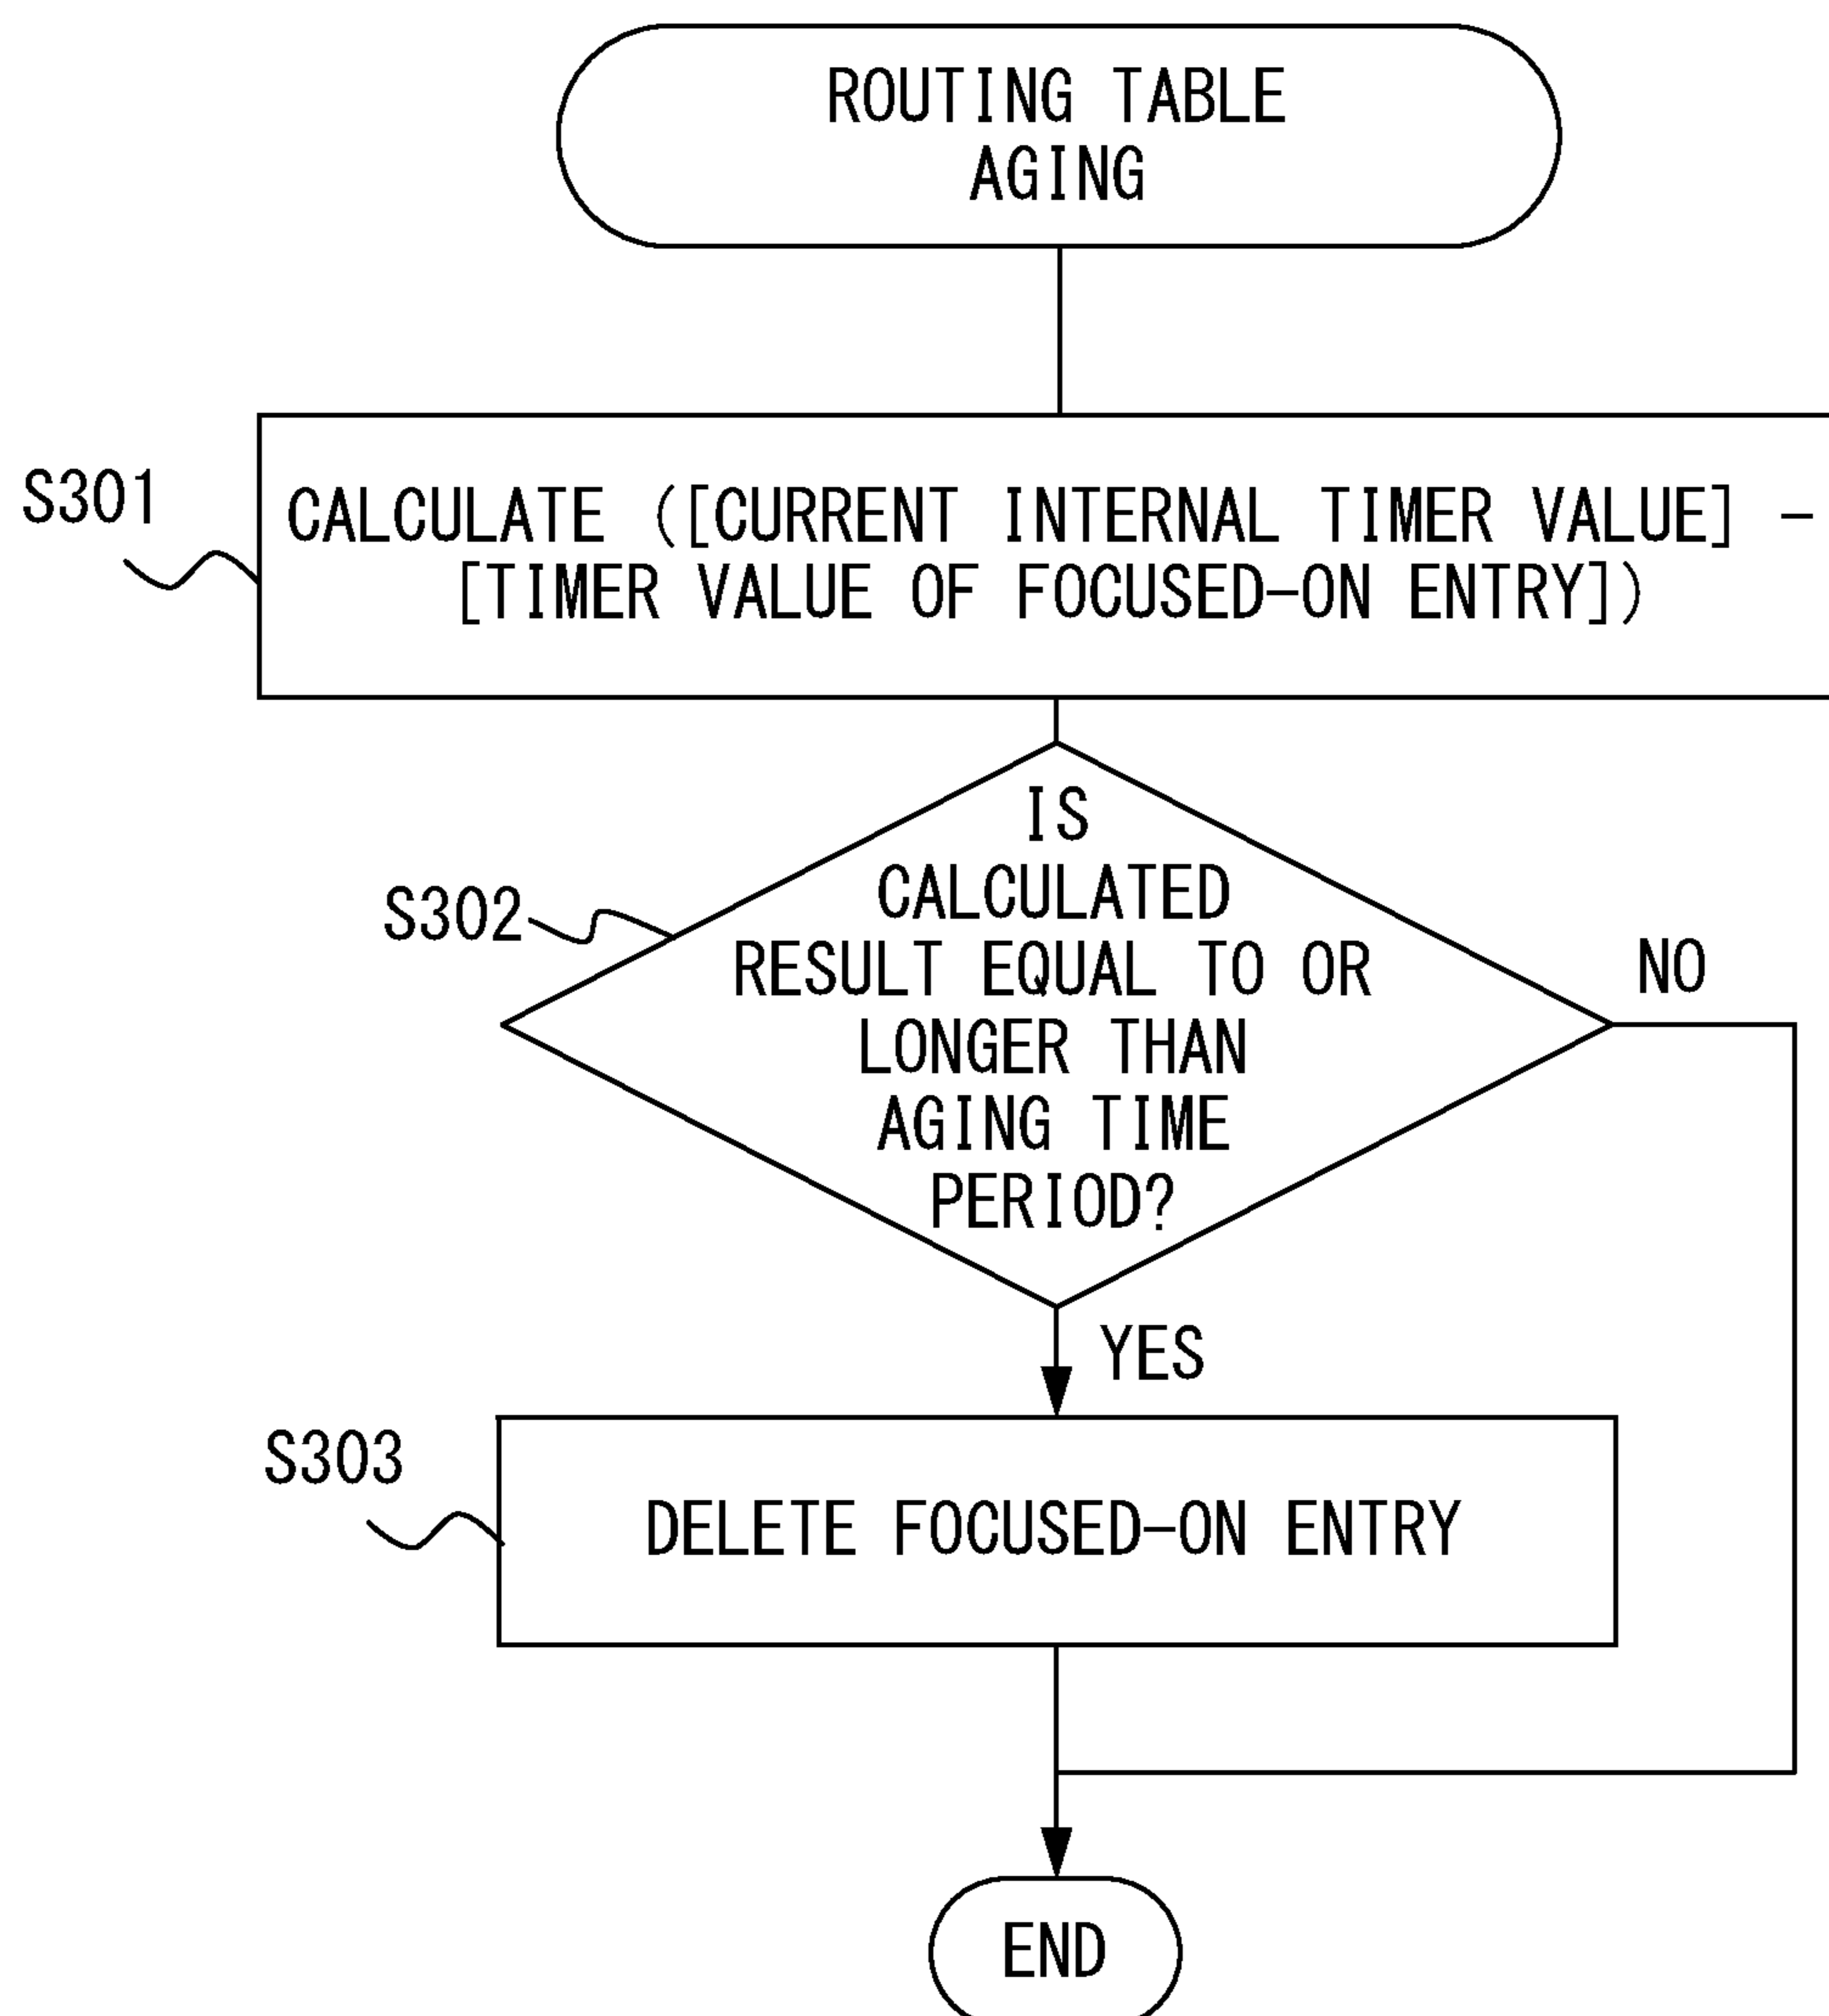 ROUTING TABLE
AGING
S301
CALCULATE ([CURRENT INTERNAL TIMER VALUE] -
[TIMER VALUE OF FOCUSED-ON ENTRY])
IS
CALCULATED
S302
RESULT EQUAL TO OR
NO
LONGER THAN
AGING TIME
PERIOD?
YES
S303
DELETE FOCUSED-ON ENTRY
END